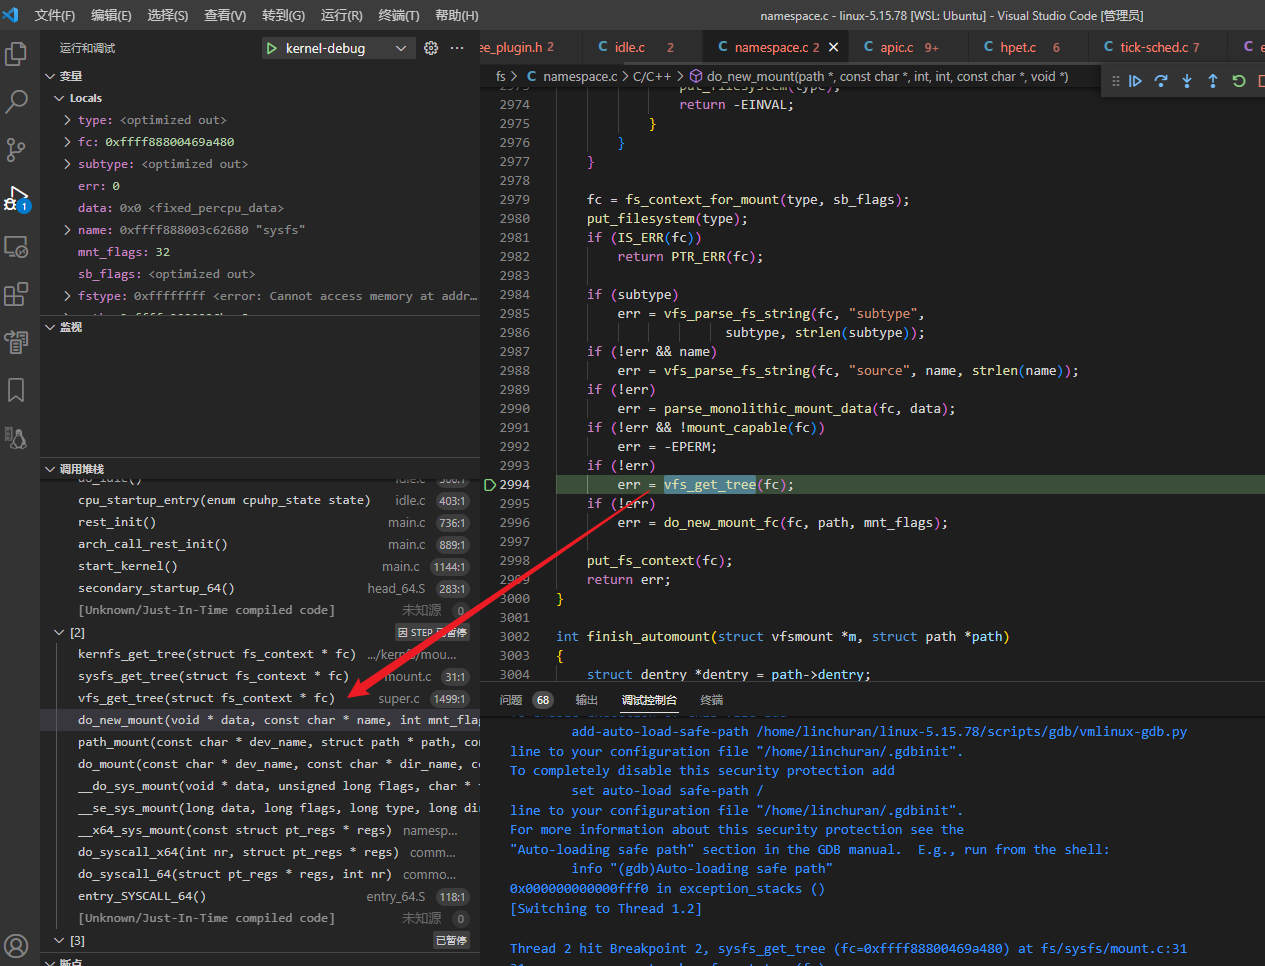 文件(F) 编辑(E) 选择(S) 查看(V) 转到(G) 运行(R) 终端(T) 帮助(H) namespace.c - linux-5.15.78 [WSL: Ubuntu] - Visual Studio Code [管理员]
运行和调试 kernel-debug ···
ee_plugin.h 2 C idle.c 2 C namespace.c 2 C apic.c 9+ C hpet.c 6 C tick-sched.c 7 C
fs > C namespace.c > C/C++ > do_new_mount(path *, const char *, int, int, const char *, void *)
变量
Locals
type: <optimized out>
fc: 0xffff88800469a480
subtype: <optimized out>
err: 0
data: 0x0 <fixed_percpu_data>
name: 0xffff888003c62680 "sysfs"
mnt_flags: 32
sb_flags: <optimized out>
fstype: 0xffffffff <error: Cannot access memory at addr…
监视
调用堆栈
do_idle() idle.c 306:1
cpu_startup_entry(enum cpuhp_state state) idle.c 403:1
rest_init() main.c 736:1
arch_call_rest_init() main.c 889:1
start_kernel() main.c 1144:1
secondary_startup_64() head_64.S 283:1
[Unknown/Just-In-Time compiled code] 未知源 0
[2] 因 STEP 已暂停
kernfs_get_tree(struct fs_context * fc) …/kernfs/mou…
sysfs_get_tree(struct fs_context * fc) mount.c 31:1
vfs_get_tree(struct fs_context * fc) super.c 1499:1
do_new_mount(void * data, const char * name, int mnt_flag
path_mount(const char * dev_name, struct path * path, co
do_mount(const char * dev_name, const char * dir_name, c
__do_sys_mount(void * data, unsigned long flags, char * t
__se_sys_mount(long data, long flags, long type, long di
__x64_sys_mount(const struct pt_regs * regs) namesp…
do_syscall_x64(int nr, struct pt_regs * regs) comm…
do_syscall_64(struct pt_regs * regs, int nr) commo…
entry_SYSCALL_64() entry_64.S 118:1
[Unknown/Just-In-Time compiled code] 未知源 0
[3] 已暂停
断点
1
2973 put_filesystem(type);
2974 return -EINVAL;
2975 }
2976 }
2977 }
2978
2979 fc = fs_context_for_mount(type, sb_flags);
2980 put_filesystem(type);
2981 if (IS_ERR(fc))
2982 return PTR_ERR(fc);
2983
2984 if (subtype)
2985 err = vfs_parse_fs_string(fc, "subtype",
2986 subtype, strlen(subtype));
2987 if (!err && name)
2988 err = vfs_parse_fs_string(fc, "source", name, strlen(name));
2989 if (!err)
2990 err = parse_monolithic_mount_data(fc, data);
2991 if (!err && !mount_capable(fc))
2992 err = -EPERM;
2993 if (!err)
2994 err = vfs_get_tree(fc);
2995 if (!err)
2996 err = do_new_mount_fc(fc, path, mnt_flags);
2997
2998 put_fs_context(fc);
2999 return err;
3000 }
3001
3002 int finish_automount(struct vfsmount *m, struct path *path)
3003 {
3004 struct dentry *dentry = path->dentry;
问题 68 输出 调试控制台 终端
add-auto-load-safe-path /home/linchuran/linux-5.15.78/scripts/gdb/vmlinux-gdb.py
line to your configuration file "/home/linchuran/.gdbinit".
To completely disable this security protection add
set auto-load safe-path /
line to your configuration file "/home/linchuran/.gdbinit".
For more information about this security protection see the
"Auto-loading safe path" section in the GDB manual.  E.g., run from the shell:
info "(gdb)Auto-loading safe path"
0x000000000000fff0 in exception_stacks ()
[Switching to Thread 1.2]
Thread 2 hit Breakpoint 2, sysfs_get_tree (fc=0xffff88800469a480) at fs/sysfs/mount.c:31